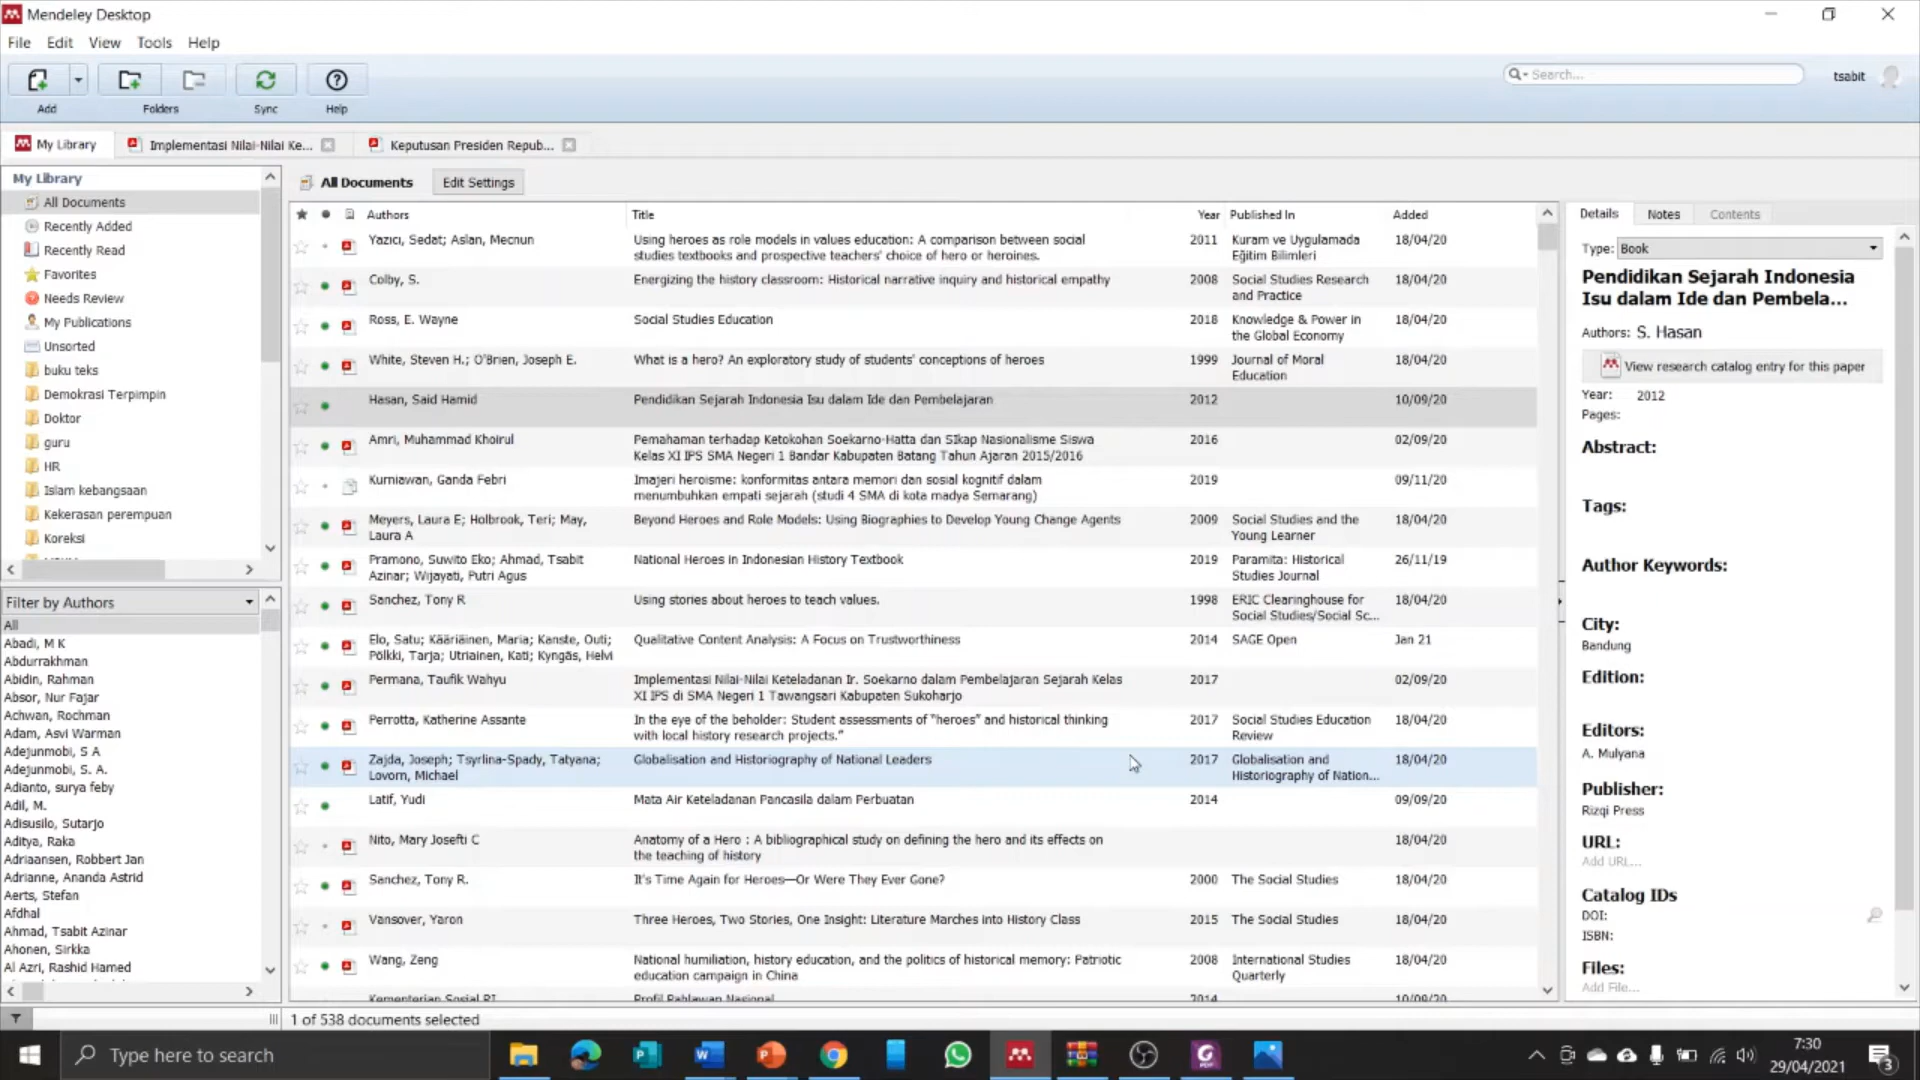 Mendeley Desktop
File Edit View Tools Help
Add Folders Sync Help
Search...
tsabit
My Library
Implementasi Nilai-Nilai Ke...
Keputusan Presiden Repub...
My Library
All Documents
Recently Added
Recently Read
Favorites
Needs Review
My Publications
Unsorted
buku teks
Demokrasi Terpimpin
Doktor
guru
HR
Islam kebangsaan
Kekerasan perempuan
Koreksi
Filter by Authors
All
Abadi, M K
Abdurrakhman
Abidin, Rahman
Absor, Nur Fajar
Achwan, Rochman
Adam, Asvi Warman
Adejunmobi, S A
Adejunmobi, S. A.
Adianto, surya feby
Adil, M.
Adisusilo, Sutarjo
Aditya, Raka
Adriaansen, Robbert Jan
Adrianne, Ananda Astrid
Aerts, Stefan
Afdhal
Ahmad, Tsabit Azinar
Ahonen, Sirkka
Al Azri, Rashid Hamed
All Documents
Edit Settings
Authors Title Year Published In Added
Yazıcı, Sedat; Aslan, Mecnun Using heroes as role models in values education: A comparison between social 2011 Kuram ve Uygulamada 18/04/20
studies textbooks and prospective teachers' choice of hero or heroines. Eğitim Bilimleri
Colby, S. Energizing the history classroom: Historical narrative inquiry and historical empathy 2008 Social Studies Research 18/04/20
and Practice
Ross, E. Wayne Social Studies Education 2018 Knowledge & Power in 18/04/20
the Global Economy
White, Steven H.; O'Brien, Joseph E. What is a hero? An exploratory study of students' conceptions of heroes 1999 Journal of Moral 18/04/20
Education
Hasan, Said Hamid Pendidikan Sejarah Indonesia Isu dalam Ide dan Pembelajaran 2012 10/09/20
Amri, Muhammad Khoirul Pemahaman terhadap Ketokohan Soekarno-Hatta dan SIkap Nasionalisme Siswa 2016 02/09/20
Kelas XI IPS SMA Negeri 1 Bandar Kabupaten Batang Tahun Ajaran 2015/2016
Kurniawan, Ganda Febri Imajeri heroisme: konformitas antara memori dan sosial kognitif dalam 2019 09/11/20
menumbuhkan empati sejarah (studi 4 SMA di kota madya Semarang)
Meyers, Laura E; Holbrook, Teri; May, Beyond Heroes and Role Models: Using Biographies to Develop Young Change Agents 2009 Social Studies and the 18/04/20
Laura A Young Learner
Pramono, Suwito Eko; Ahmad, Tsabit National Heroes in Indonesian History Textbook 2019 Paramita: Historical 26/11/19
Azinar; Wijayati, Putri Agus Studies Journal
Sanchez, Tony R Using stories about heroes to teach values. 1998 ERIC Clearinghouse for 18/04/20
Social Studies/Social Sc...
Elo, Satu; Kääriäinen, Maria; Kanste, Outi; Qualitative Content Analysis: A Focus on Trustworthiness 2014 SAGE Open Jan 21
Pölkki, Tarja; Utriainen, Kati; Kyngäs, Helvi
Permana, Taufik Wahyu Implementasi Nilai-Nilai Keteladanan Ir. Soekarno dalam Pembelajaran Sejarah Kelas 2017 02/09/20
XI IPS di SMA Negeri 1 Tawangsari Kabupaten Sukoharjo
Perrotta, Katherine Assante In the eye of the beholder: Student assessments of "heroes" and historical thinking 2017 Social Studies Education 18/04/20
with local history research projects." Review
Zajda, Joseph; Tsyrlina-Spady, Tatyana; Globalisation and Historiography of National Leaders 2017 Globalisation and 18/04/20
Lovorn, Michael Historiography of Nation...
Latif, Yudi Mata Air Keteladanan Pancasila dalam Perbuatan 2014 09/09/20
Nito, Mary Josefti C Anatomy of a Hero : A bibliographical study on defining the hero and its effects on 18/04/20
the teaching of history
Sanchez, Tony R. It's Time Again for Heroes—Or Were They Ever Gone? 2000 The Social Studies 18/04/20
Vansover, Yaron Three Heroes, Two Stories, One Insight: Literature Marches into History Class 2015 The Social Studies 18/04/20
Wang, Zeng National humiliation, history education, and the politics of historical memory: Patriotic 2008 International Studies 18/04/20
education campaign in China Quarterly
Kementerian Sosial RI Profil Pahlawan Nasional 2014 10/09/20
Details Notes Contents
Type: Book
Pendidikan Sejarah Indonesia
Isu dalam Ide dan Pembela...
Authors: S. Hasan
View research catalog entry for this paper
Year: 2012
Pages:
Abstract:
Tags:
Author Keywords:
City:
Bandung
Edition:
Editors:
A. Mulyana
Publisher:
Rizqi Press
URL:
Add URL...
Catalog IDs
DOI:
ISBN:
Files:
Add File...
1 of 538 documents selected
Type here to search
7:30
29/04/2021
3